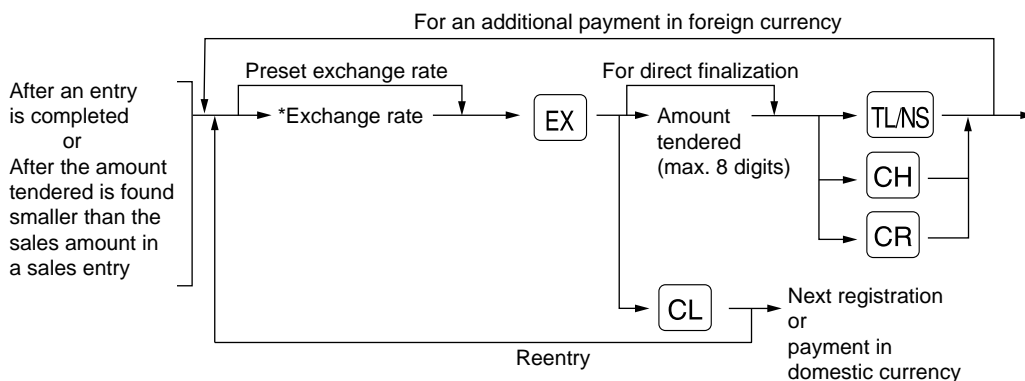 For an additional payment in foreign currency
After an entry
is completed
or
After the amount
tendered is found
smaller than the
sales amount in
a sales entry
Preset exchange rate
*Exchange rate
EX
For direct finalization
Amount
tendered
(max. 8 digits)
TL/NS
CH
CR
CL
Next registration
or
payment in
domestic currency
Reentry